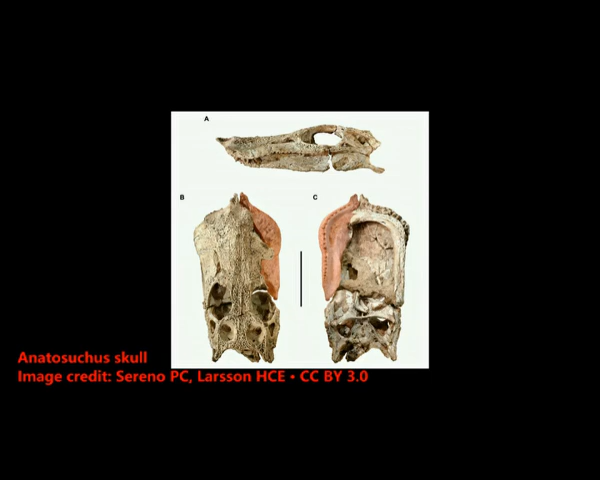 A
B
C
Anatosuchus skull
Image credit: Sereno PC, Larsson HCE • CC BY 3.0